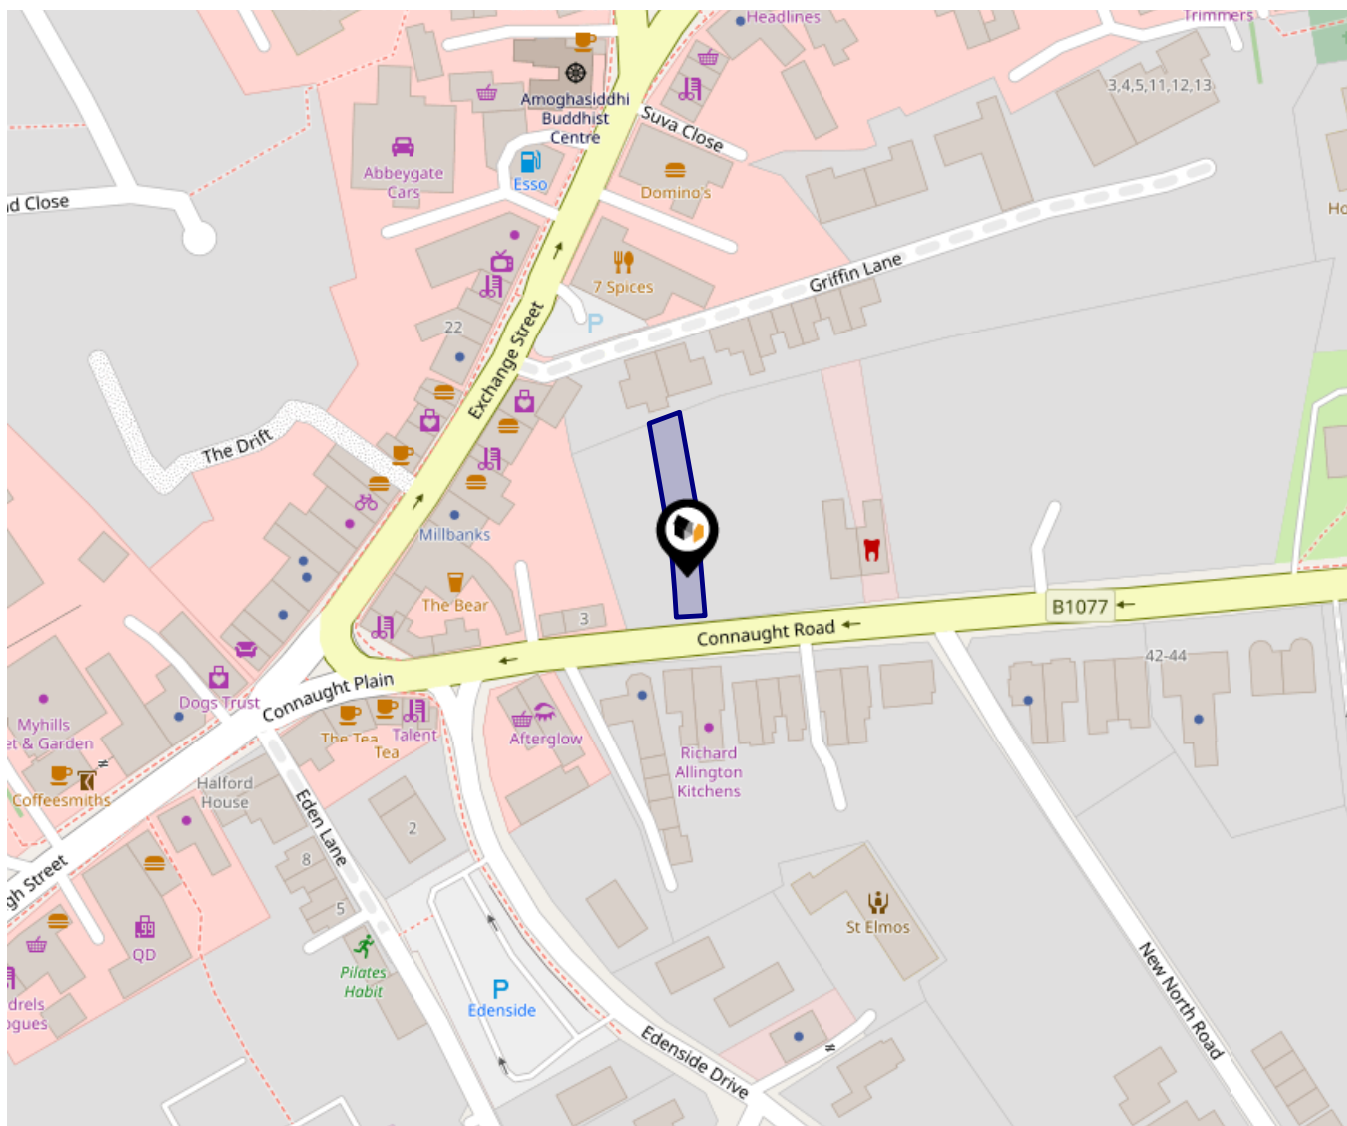 Headlines
Trimmers
3,4,5,11,12,13
Amoghasiddhi
Buddhist
Centre
Suva Close
Abbeygate
Cars
Esso
Domino's
d Close
Ho
Griffin Lane
7 Spices
P
22
Exchange Street
The Drift
Millbanks
The Bear
3
B1077
Connaught Road
42-44
Connaught Plain
Dogs Trust
Myhills
et & Garden
The Tea
Tea
Talent
Afterglow
Richard
Allington
Kitchens
Coffeesmiths
Halford
House
Eden Lane
2
8
5
gh Street
QD
St Elmos
Pilates
Habit
P
Edenside
drels
ogues
Edenside Drive
New North Road